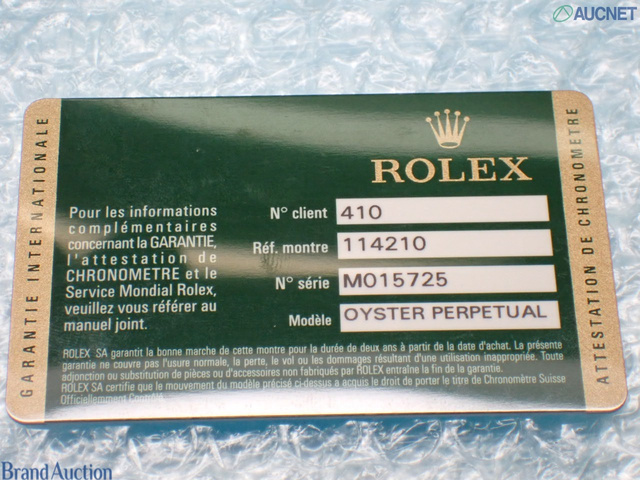 AUCNET
GARANTIE INTERNATIONALE
ROLEX
ATTESTATION DE CHRONOMETRE
Pour les informations
complémentaires
concernant la GARANTIE,
l'attestation de
CHRONOMETRE et le
Service Mondial Rolex,
veuillez vous référer au
manuel joint.
N° client 410
Réf. montre 114210
N° série M015725
Modèle OYSTER PERPETUAL
ROLEX SA garantit la bonne marche de cette montre pour la durée de deux ans à partir de la date d'achat. La présente
garantie ne couvre pas l'usure normale, la perte, le vol ou les dommages résultant d'une utilisation inappropriée. Toute
adjonction ou substitution de pièces ou d'accessoires non fabriqués par ROLEX entraîne la fin de la garantie.
ROLEX SA certifie que le mouvement du modèle précisé ci-dessus a acquis le droit de porter le titre de Chronomètre Suisse
Officiellement Contrôlé.
Brand Auction